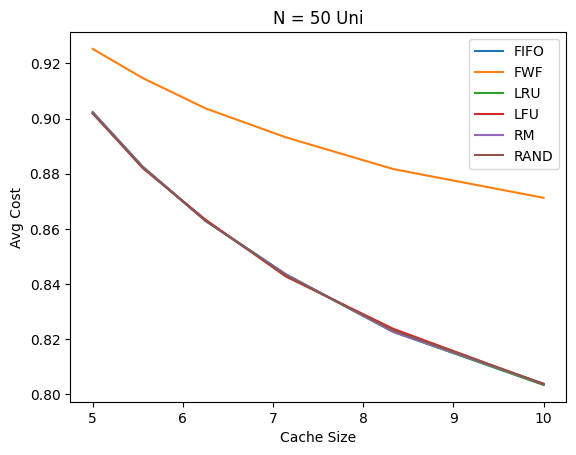 N = 50 Uni
FIFO
FWF
LRU
LFU
RM
RAND
Avg Cost
0.92
0.90
0.88
0.86
0.84
0.82
0.80
5 6 7 8 9 10
Cache Size